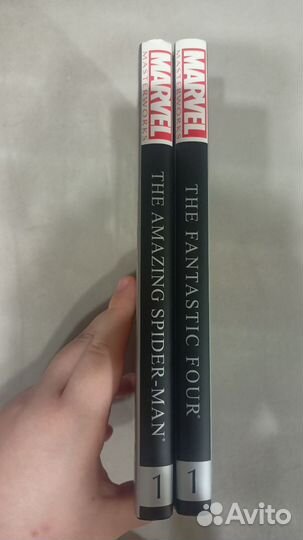 MARVEL
MASTERWORKS
THE AMAZING SPIDER-MAN®
1
MARVEL
MASTERWORKS
THE FANTASTIC FOUR®
1
Avito